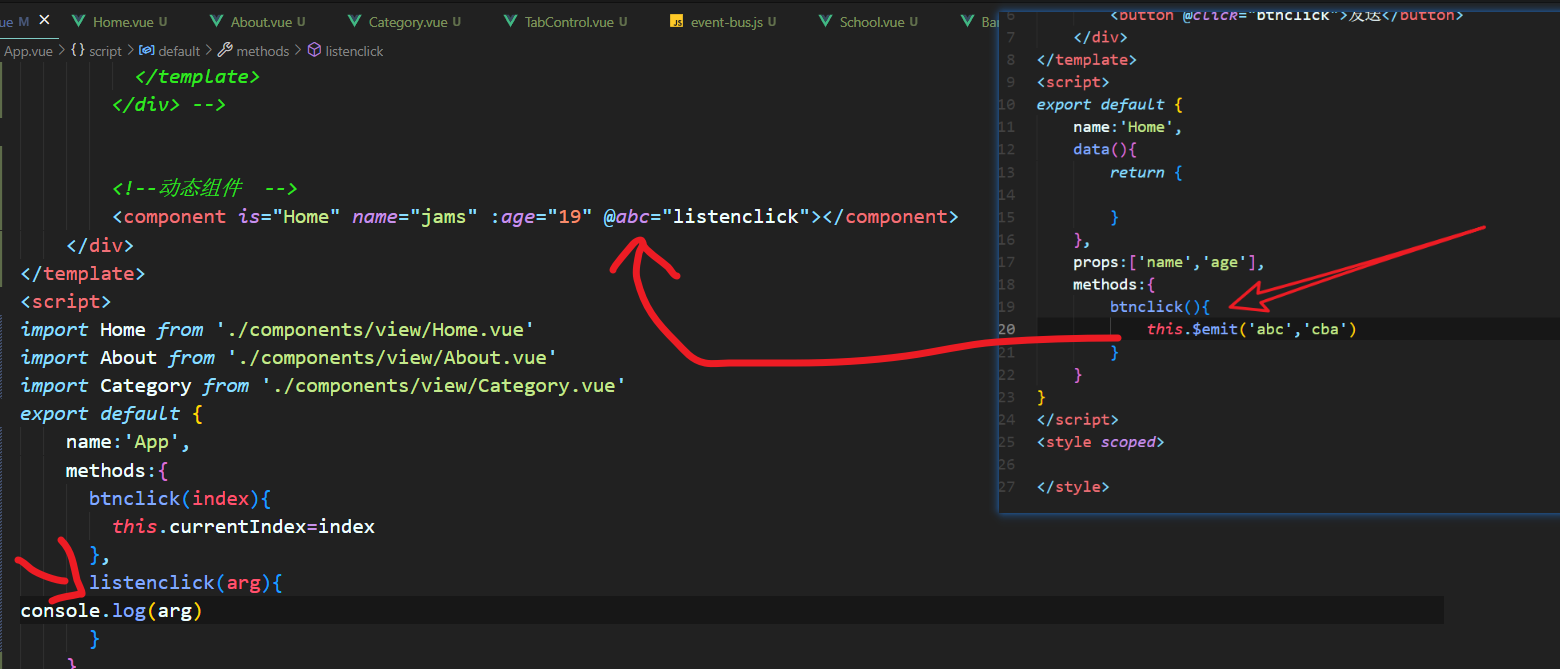 ue M × Home.vue U About.vue U Category.vue U TabControl.vue U event-bus.js U School.vue U Ba
App.vue > {} script > default > methods > listenclick
</template>
</div> -->
<!--动态组件 -->
<component is="Home" name="jams" :age="19" @abc="listenclick"></component>
</div>
</template>
<script>
import Home from './components/view/Home.vue'
import About from './components/view/About.vue'
import Category from './components/view/Category.vue'
export default {
name:'App',
methods:{
btnclick(index){
this.currentIndex=index
},
listenclick(arg){
console.log(arg)
}
}
6 <button @click="btnclick">发送</button>
7 </div>
8 </template>
9 <script>
10 export default {
11 name:'Home',
12 data(){
13 return {
14
15 }
16 },
17 props:['name','age'],
18 methods:{
19 btnclick(){
20 this.$emit('abc','cba')
21 }
22 }
23 }
24 </script>
25 <style scoped>
26
27 </style>